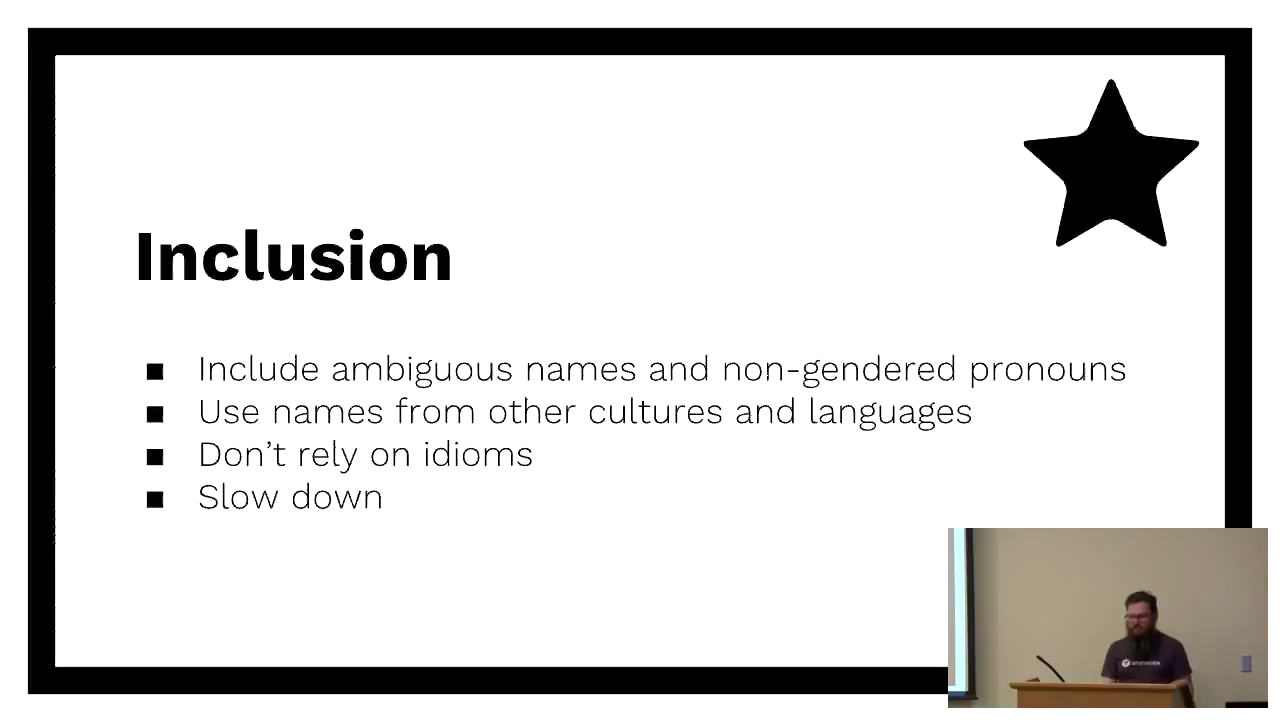 Inclusion
Include ambiguous names and non-gendered pronouns
Use names from other cultures and languages
Don't rely on idioms
Slow down